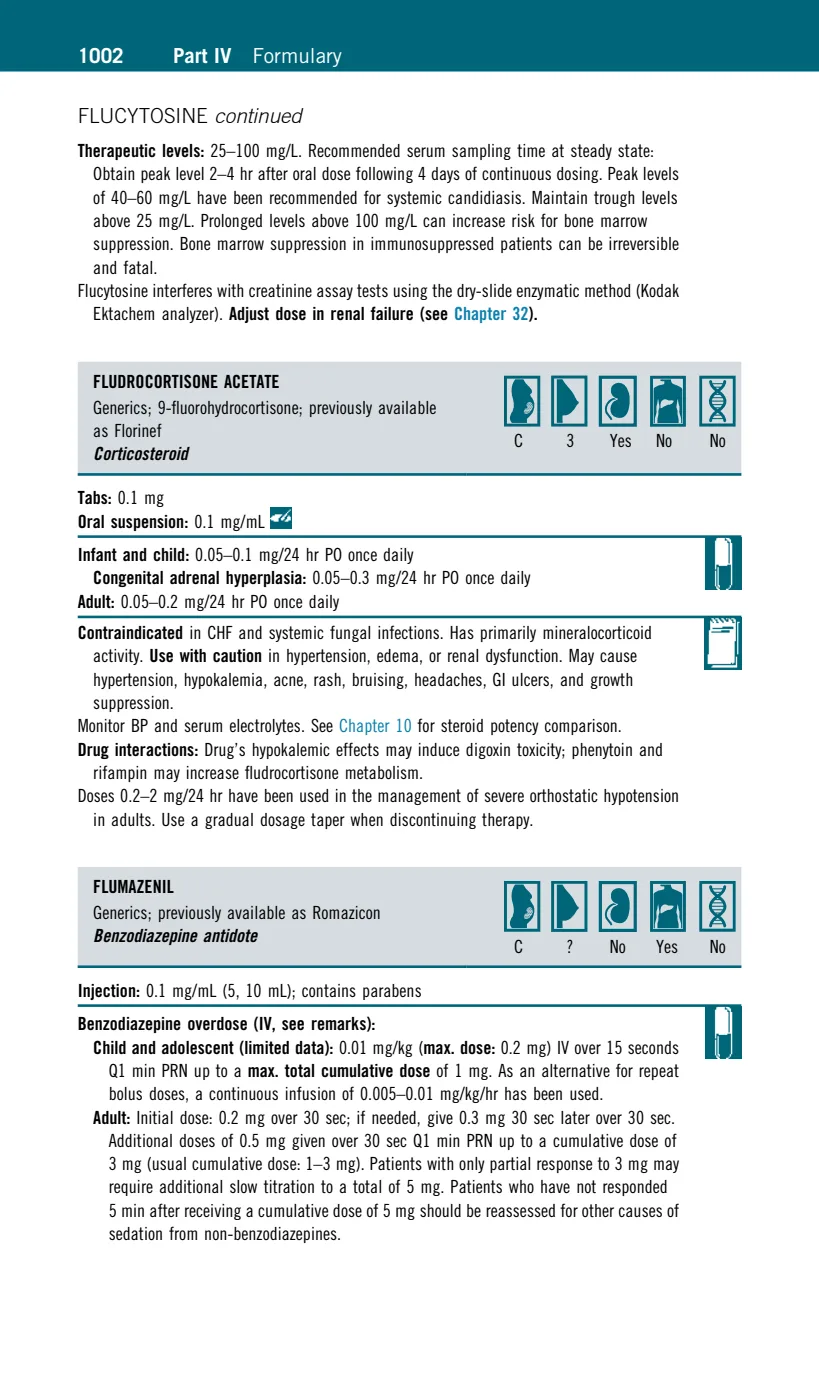 1002 Part IV Formulary
FLUCYTOSINE continued
Therapeutic levels: 25–100 mg/L. Recommended serum sampling time at steady state:
Obtain peak level 2–4 hr after oral dose following 4 days of continuous dosing. Peak levels
of 40–60 mg/L have been recommended for systemic candidiasis. Maintain trough levels
above 25 mg/L. Prolonged levels above 100 mg/L can increase risk for bone marrow
suppression. Bone marrow suppression in immunosuppressed patients can be irreversible
and fatal.
Flucytosine interferes with creatinine assay tests using the dry-slide enzymatic method (Kodak
Ektachem analyzer). Adjust dose in renal failure (see Chapter 32).
FLUDROCORTISONE ACETATE
Generics; 9-fluorohydrocortisone; previously available
as Florinef
Corticosteroid
C 3 Yes No No
Tabs: 0.1 mg
Oral suspension: 0.1 mg/mL
Infant and child: 0.05–0.1 mg/24 hr PO once daily
Congenital adrenal hyperplasia: 0.05–0.3 mg/24 hr PO once daily
Adult: 0.05–0.2 mg/24 hr PO once daily
Contraindicated in CHF and systemic fungal infections. Has primarily mineralocorticoid
activity. Use with caution in hypertension, edema, or renal dysfunction. May cause
hypertension, hypokalemia, acne, rash, bruising, headaches, GI ulcers, and growth
suppression.
Monitor BP and serum electrolytes. See Chapter 10 for steroid potency comparison.
Drug interactions: Drug's hypokalemic effects may induce digoxin toxicity; phenytoin and
rifampin may increase fludrocortisone metabolism.
Doses 0.2–2 mg/24 hr have been used in the management of severe orthostatic hypotension
in adults. Use a gradual dosage taper when discontinuing therapy.
FLUMAZENIL
Generics; previously available as Romazicon
Benzodiazepine antidote
C ? No Yes No
Injection: 0.1 mg/mL (5, 10 mL); contains parabens
Benzodiazepine overdose (IV, see remarks):
Child and adolescent (limited data): 0.01 mg/kg (max. dose: 0.2 mg) IV over 15 seconds
Q1 min PRN up to a max. total cumulative dose of 1 mg. As an alternative for repeat
bolus doses, a continuous infusion of 0.005–0.01 mg/kg/hr has been used.
Adult: Initial dose: 0.2 mg over 30 sec; if needed, give 0.3 mg 30 sec later over 30 sec.
Additional doses of 0.5 mg given over 30 sec Q1 min PRN up to a cumulative dose of
3 mg (usual cumulative dose: 1–3 mg). Patients with only partial response to 3 mg may
require additional slow titration to a total of 5 mg. Patients who have not responded
5 min after receiving a cumulative dose of 5 mg should be reassessed for other causes of
sedation from non-benzodiazepines.